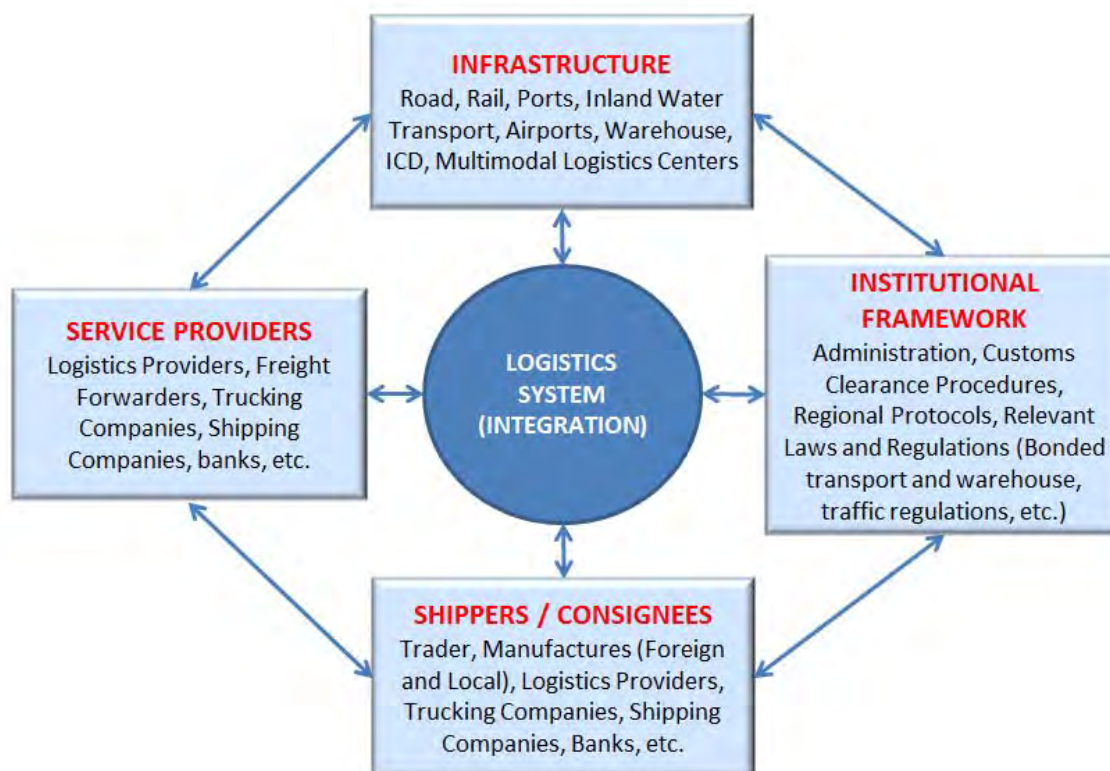 INFRASTRUCTURE
Road, Rail, Ports, Inland Water
Transport, Airports, Warehouse,
ICD, Multimodal Logistics Centers
SERVICE PROVIDERS
Logistics Providers, Freight
Forwarders, Trucking
Companies, Shipping
Companies, banks, etc.
LOGISTICS
SYSTEM
(INTEGRATION)
INSTITUTIONAL
FRAMEWORK
Administration, Customs
Clearance Procedures,
Regional Protocols, Relevant
Laws and Regulations (Bonded
transport and warehouse,
traffic regulations, etc.)
SHIPPERS / CONSIGNEES
Trader, Manufactures (Foreign
and Local), Logistics Providers,
Trucking Companies, Shipping
Companies, Banks, etc.